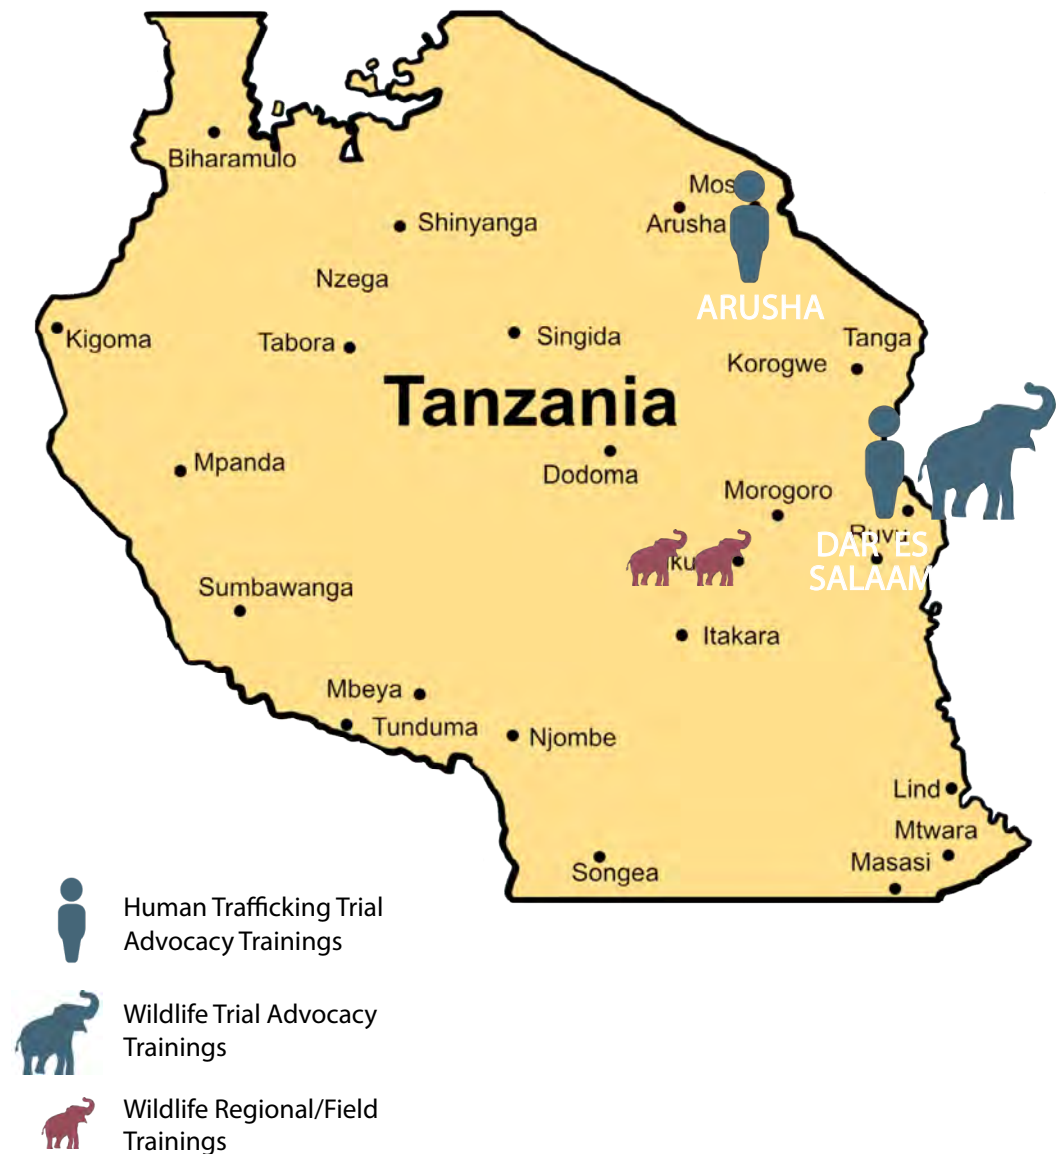 Biharamulo
Mos
Shinyanga
Arusha
Nzega
ARUSHA
Kigoma
Tabora
Singida
Tanga
Korogwe
Tanzania
Mpanda
Dodoma
Morogoro
Ruvu
DAR ES
SALAAM
ku
Sumbawanga
Itakara
Mbeya
Tunduma
Njombe
Lind
Mtwara
Masasi
Songea
Human Trafficking Trial
Advocacy Trainings
Wildlife Trial Advocacy
Trainings
Wildlife Regional/Field
Trainings